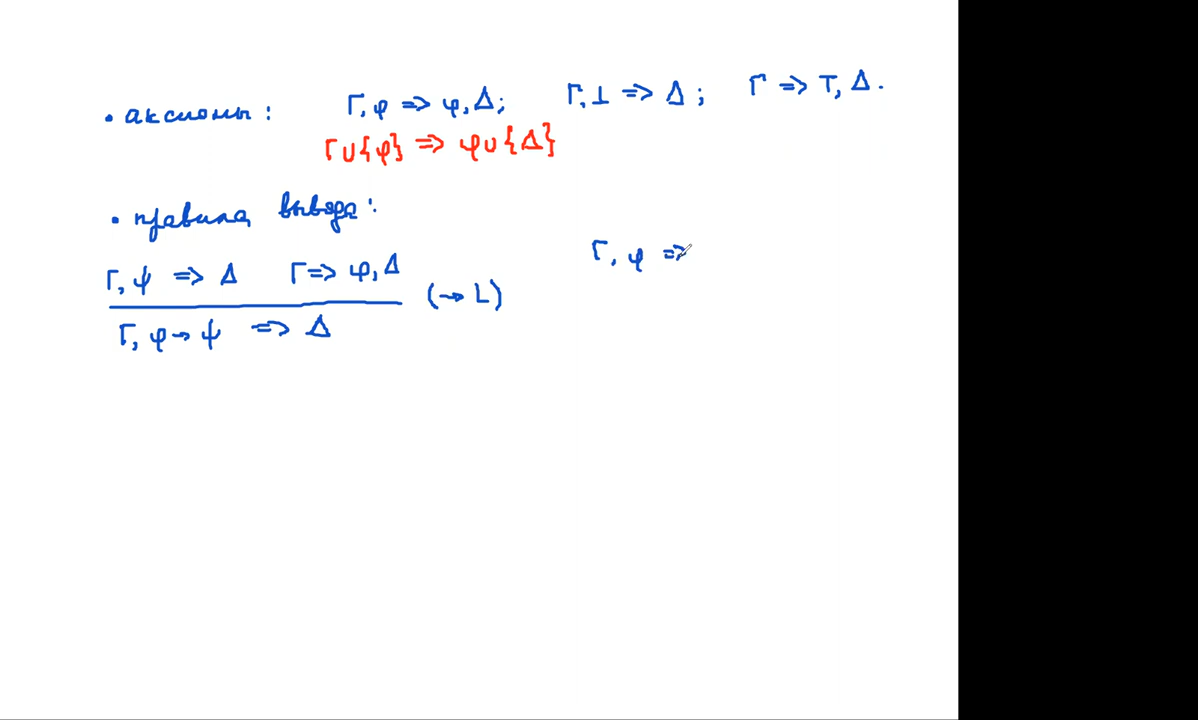 • аксиомы: Γ, φ => φ, Δ; Γ, ⊥ => Δ; Γ => T, Δ.
Γ∪{φ} => φ∪{Δ}
• правила вывода:
Γ, φ =>
Γ, ψ => Δ Γ => φ, Δ
(→ L)
Γ, φ → ψ => Δ